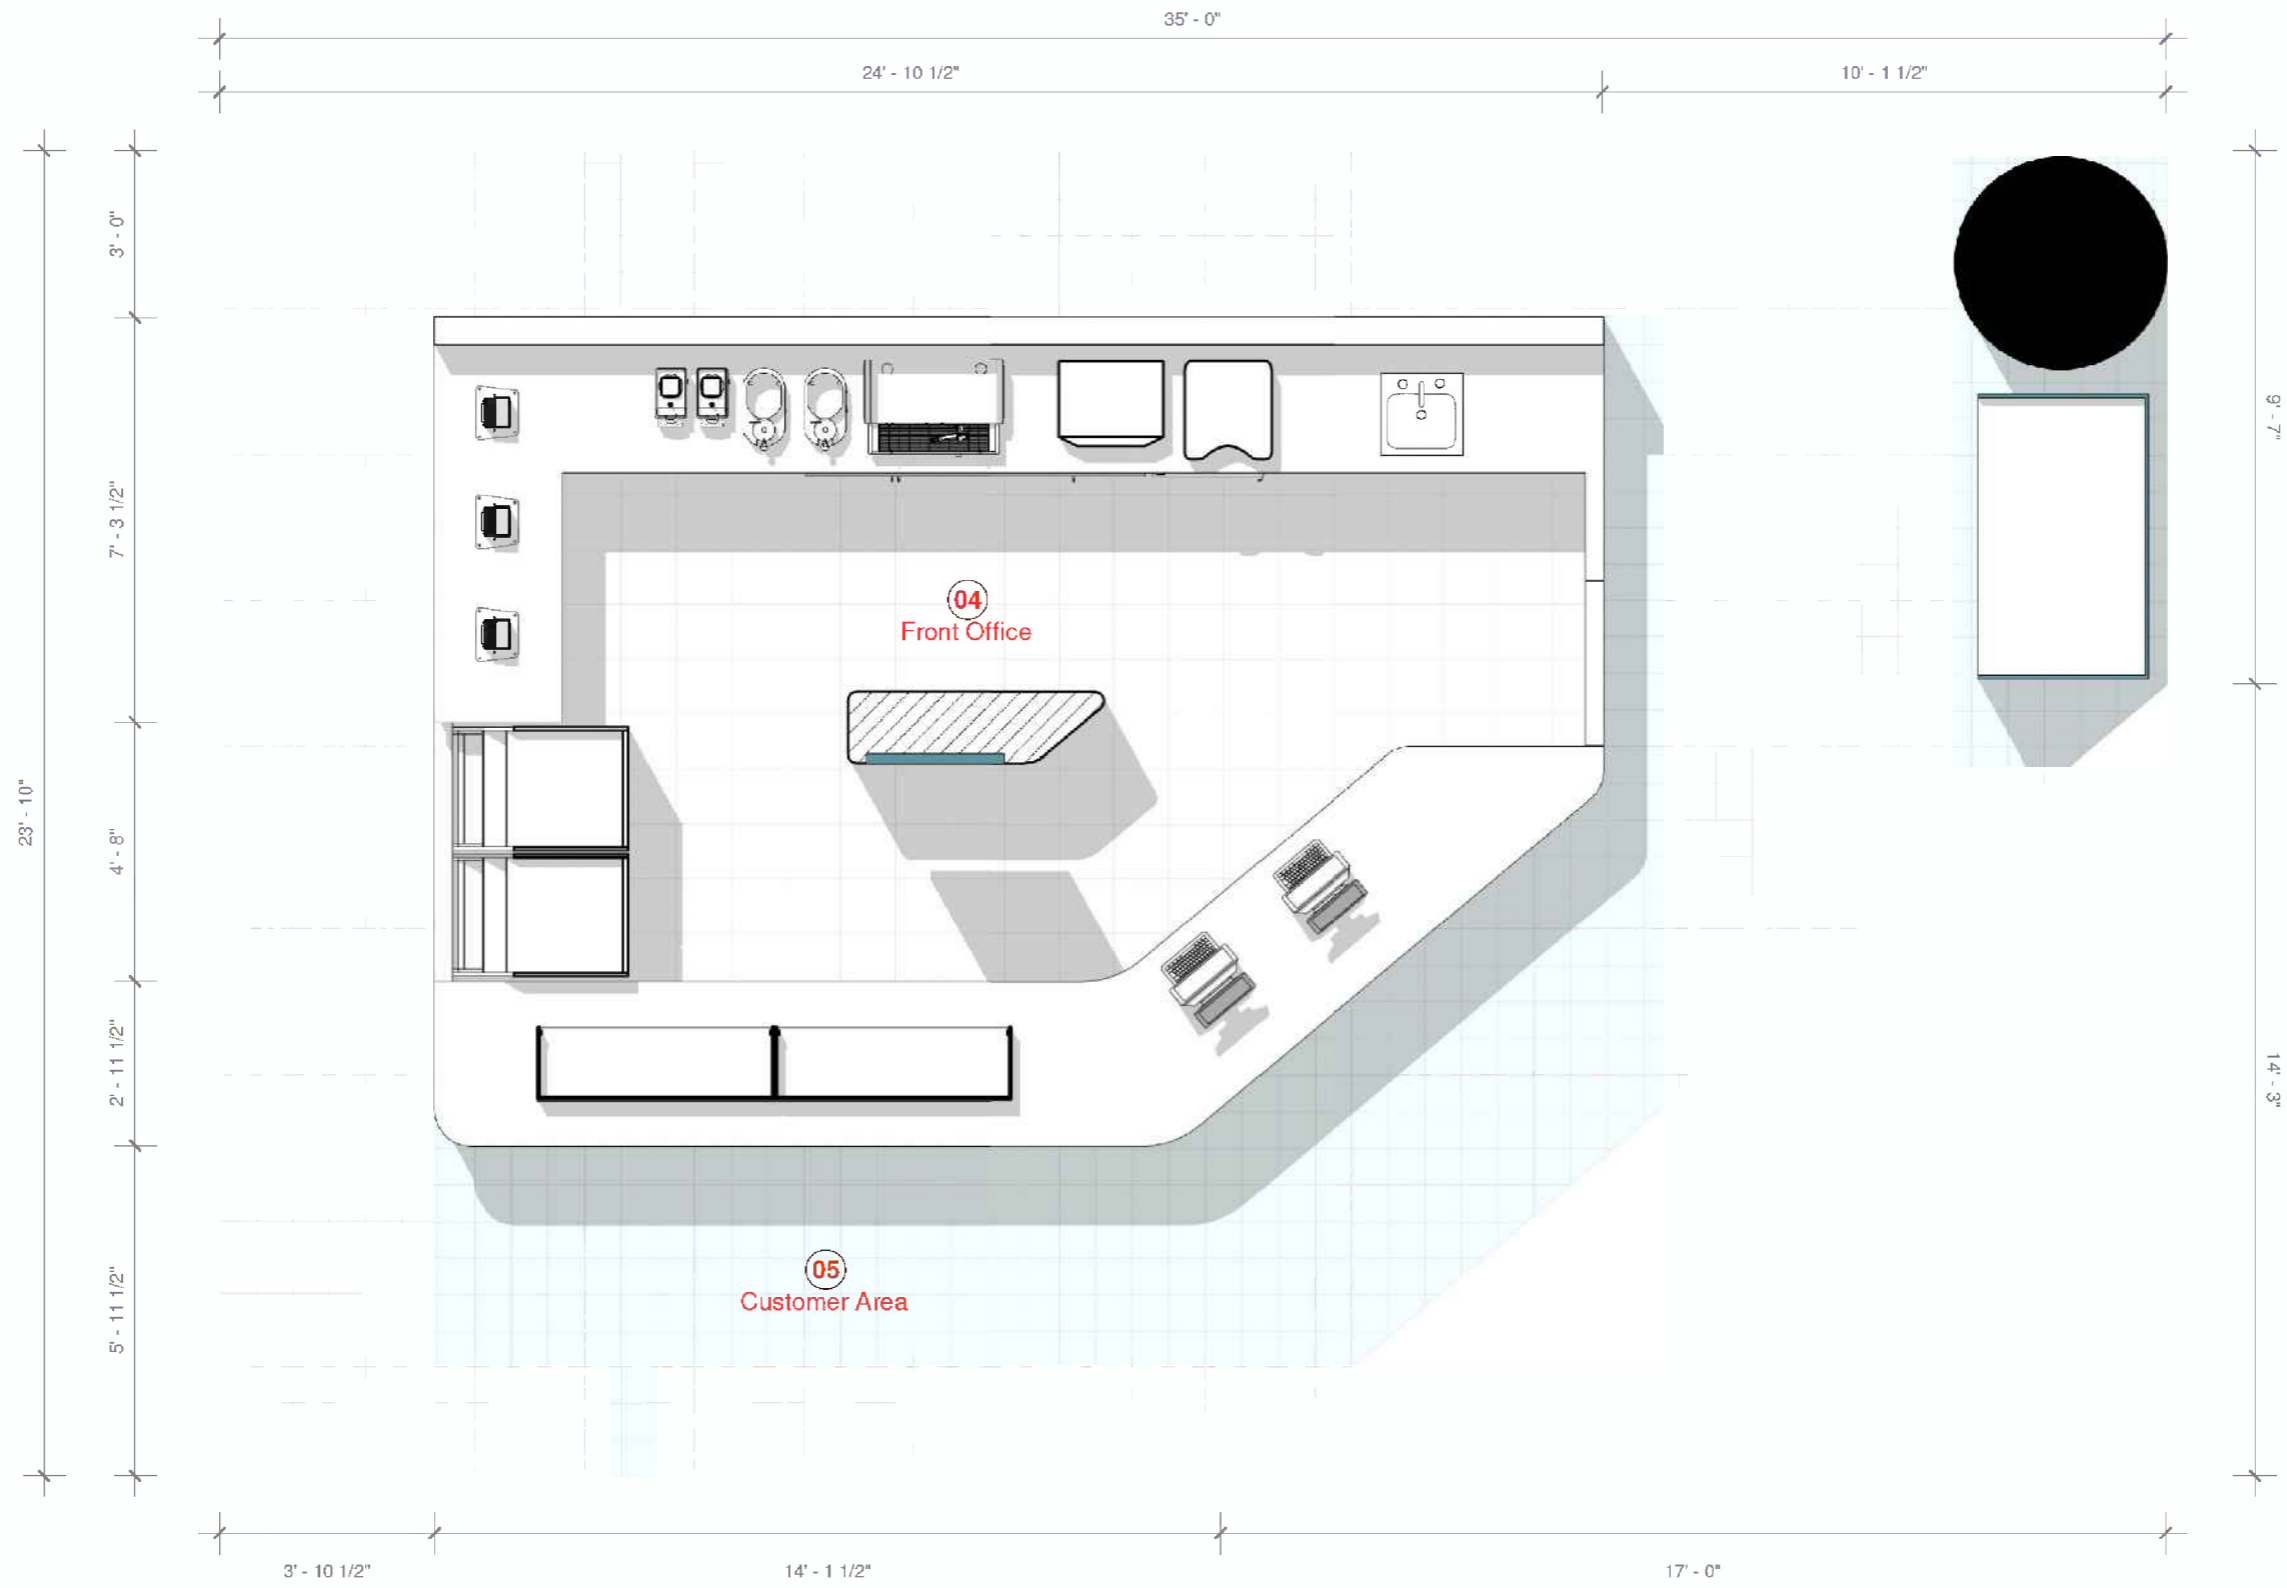 35' - 0"
24' - 10 1/2"
10' - 1 1/2"
3' - 0"
9' - 7"
7' - 3 1/2"
04
Front Office
23' - 10"
4' - 8"
2' - 11 1/2"
14' - 3"
05
Customer Area
5' - 11 1/2"
3' - 10 1/2"
14' - 1 1/2"
17' - 0"